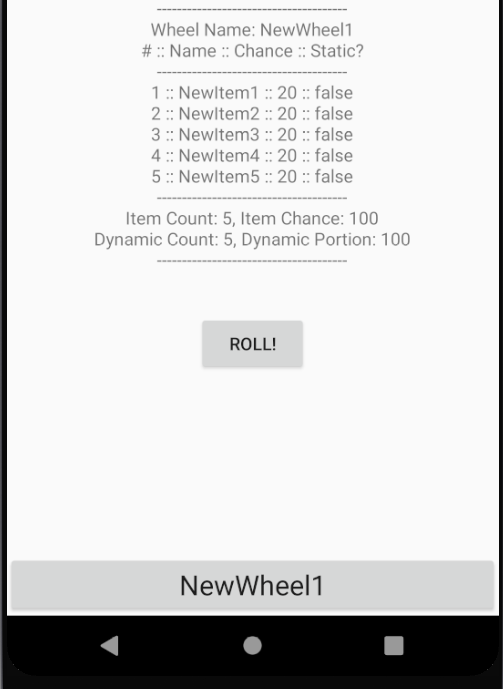 --------------------------------------
Wheel Name: NewWheel1
# :: Name :: Chance :: Static?
--------------------------------------
1 :: NewItem1 :: 20 :: false
2 :: NewItem2 :: 20 :: false
3 :: NewItem3 :: 20 :: false
4 :: NewItem4 :: 20 :: false
5 :: NewItem5 :: 20 :: false
--------------------------------------
Item Count: 5, Item Chance: 100
Dynamic Count: 5, Dynamic Portion: 100
--------------------------------------
ROLL!
NewWheel1